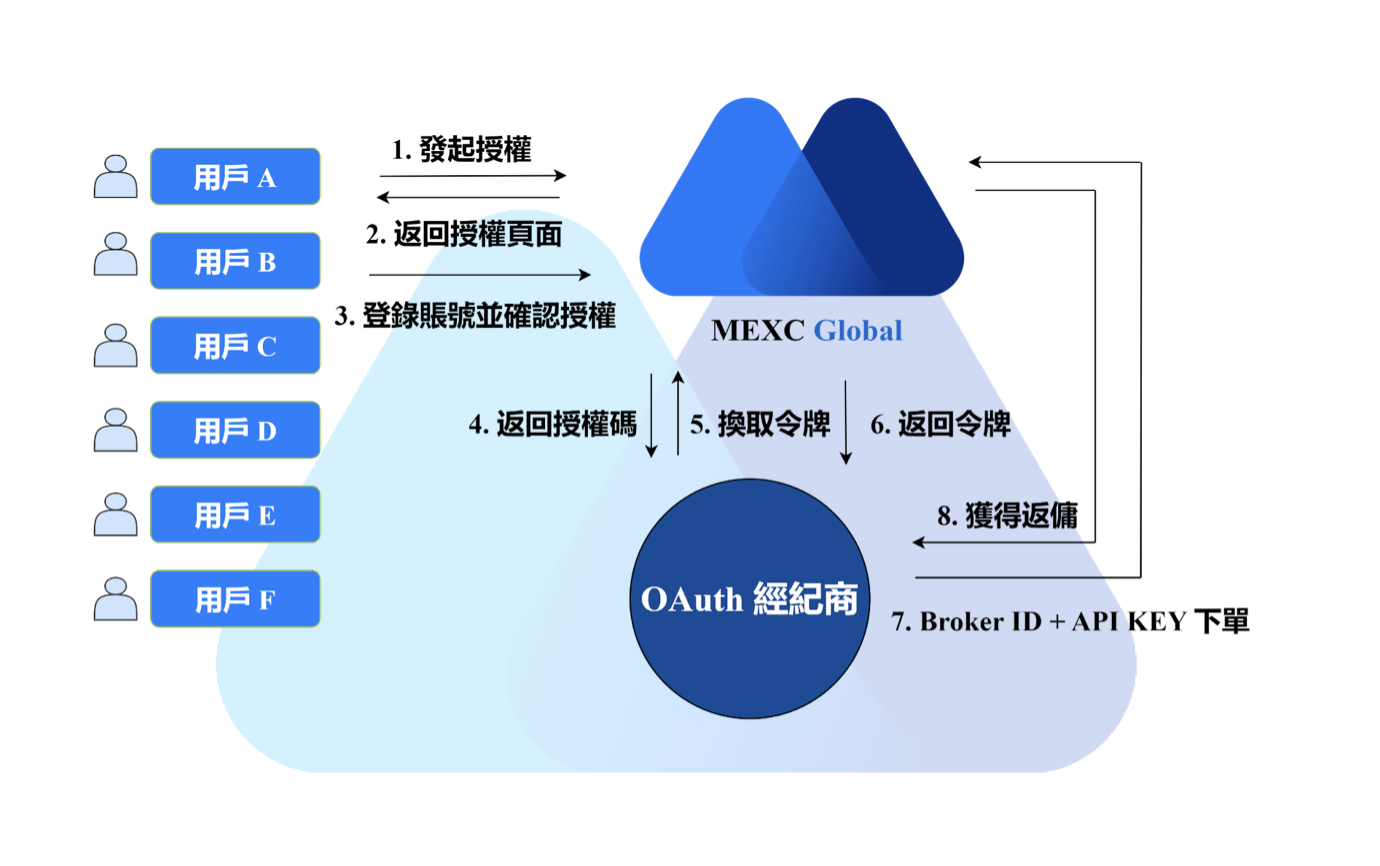 用戶 A
用戶 B
用戶 C
用戶 D
用戶 E
用戶 F
1. 發起授權
2. 返回授權頁面
3. 登錄賬號並確認授權
MEXC Global
4. 返回授權碼
5. 換取令牌
6. 返回令牌
8. 獲得返傭
OAuth 經紀商
7. Broker ID + API KEY 下單